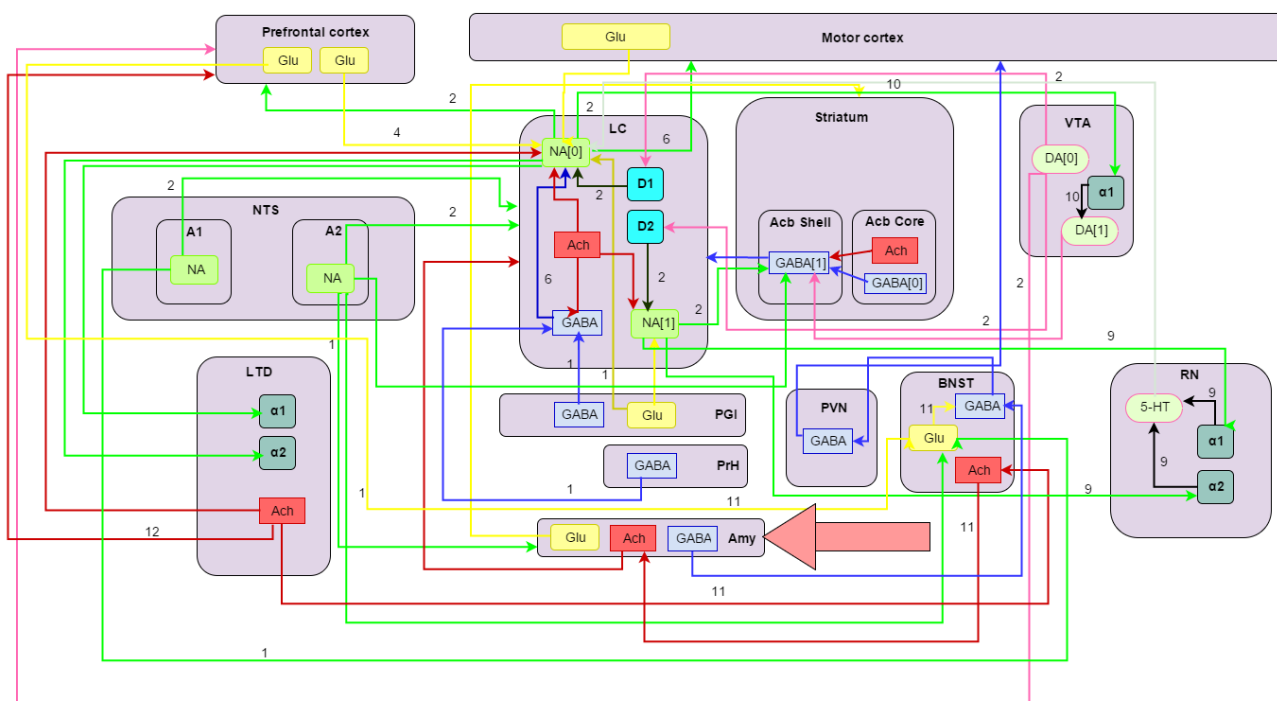 Prefrontal cortex
Glu
Glu
Glu
Motor cortex
2
4
2
10
2
LC
NA[0]
6
D1
2
D2
Ach
6
2
GABA
NA[1]
2
1
1
Striatum
Acb Shell
GABA[1]
Acb Core
Ach
GABA[0]
VTA
DA[0]
α1
10
DA[1]
2
2
9
2
NTS
2
A1
NA
A2
NA
1
LTD
α1
α2
Ach
12
1
GABA
Glu
PGI
GABA
PrH
1
PVN
GABA
BNST
11
GABA
Glu
Ach
11
RN
5-HT
9
α1
9
α2
9
11
Glu
Ach
GABA
Amy
11
1